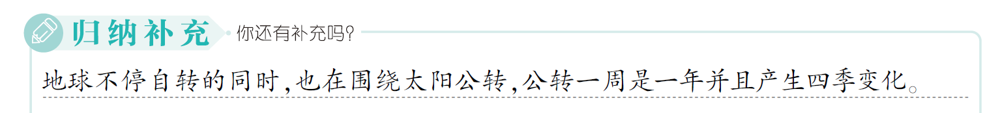 归纳补充 你还有补充吗？
地球不停自转的同时，也在围绕太阳公转，公转一周是一年并且产生四季变化。